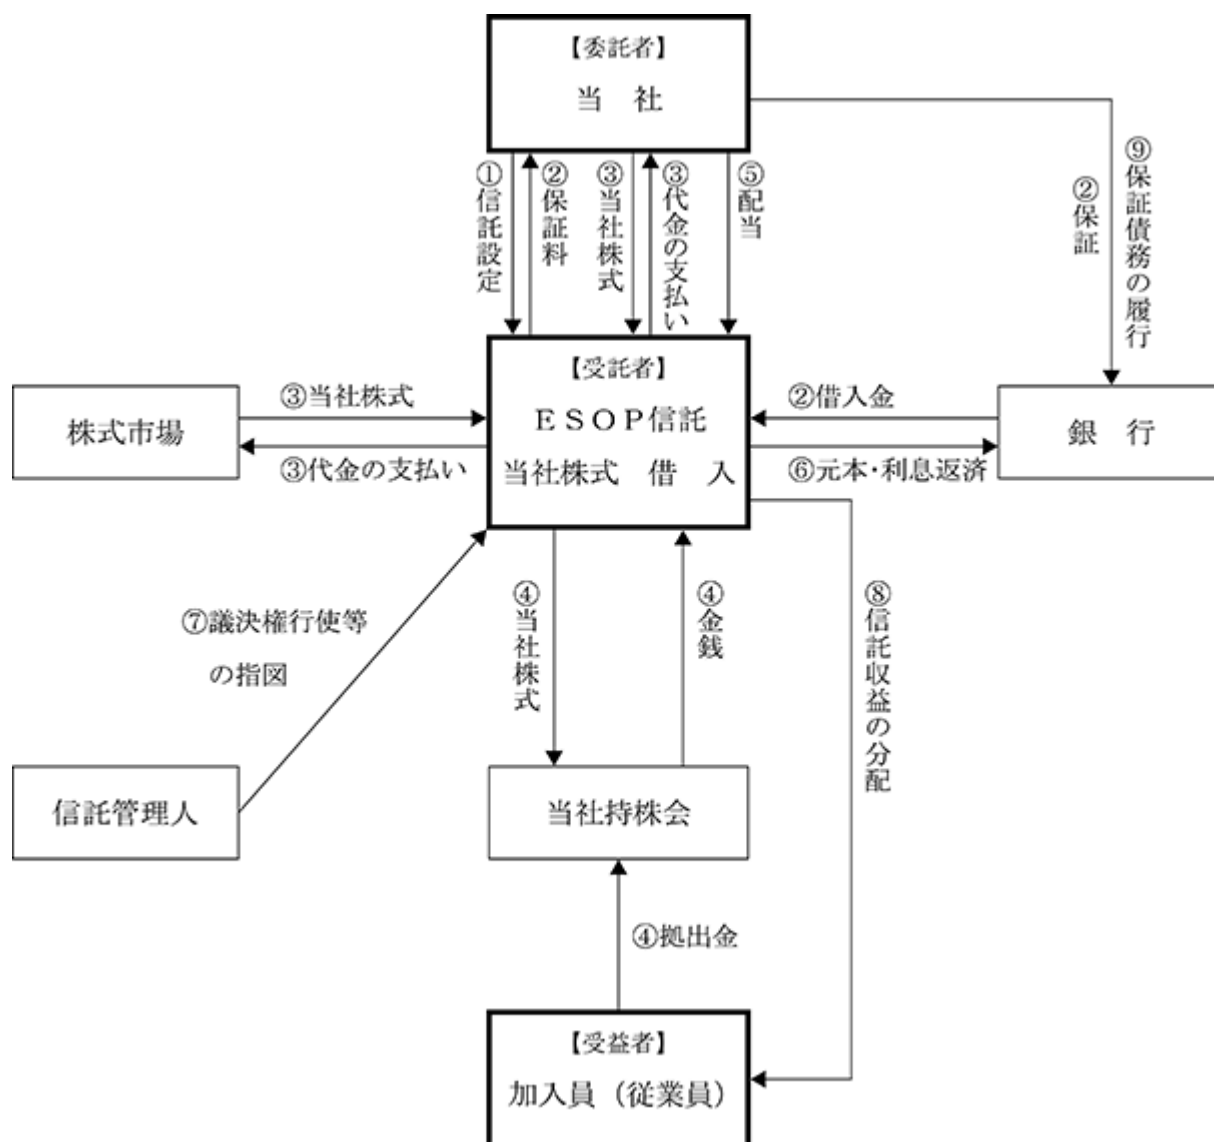 【委託者】
当　社
①信託設定
②保証料
③当社株式
③代金の支払い
⑤配当
②保証
⑨保証債務の履行
【受託者】
ＥＳＯＰ信託
当社株式　借　入
株式市場
③当社株式
③代金の支払い
②借入金
⑥元本・利息返済
銀　行
⑦議決権行使等
の指図
④当社株式
④金銭
⑧信託収益の分配
信託管理人
当社持株会
④拠出金
【受益者】
加入員（従業員）